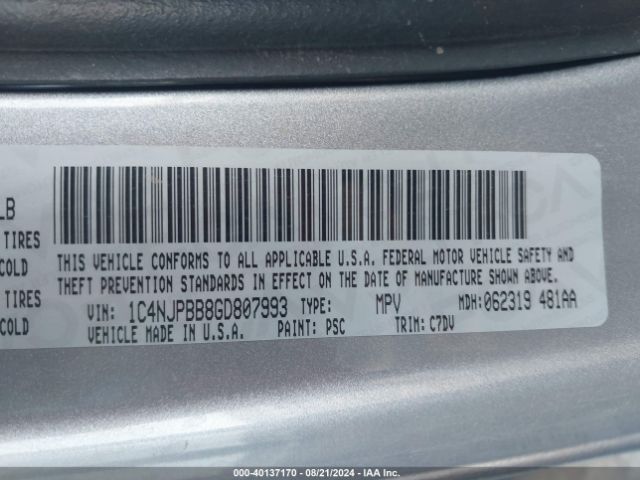 LB
TIRES
COLD
COLD
THIS VEHICLE CONFORMS TO ALL APPLICABLE U.S.A. FEDERAL MOTOR VEHICLE SAFETY AND
THEFT PREVENTION STANDARDS IN EFFECT ON THE DATE OF MANUFACTURE SHOWN ABOVE.
VIN: 1C4NJPBB8GD807993 TYPE: MPV MDH:062319 481AA
VEHICLE MADE IN U.S.A. PAINT: PSC TRIM: C7DV
000-40137170 - 08/21/2024 - IAA Inc.